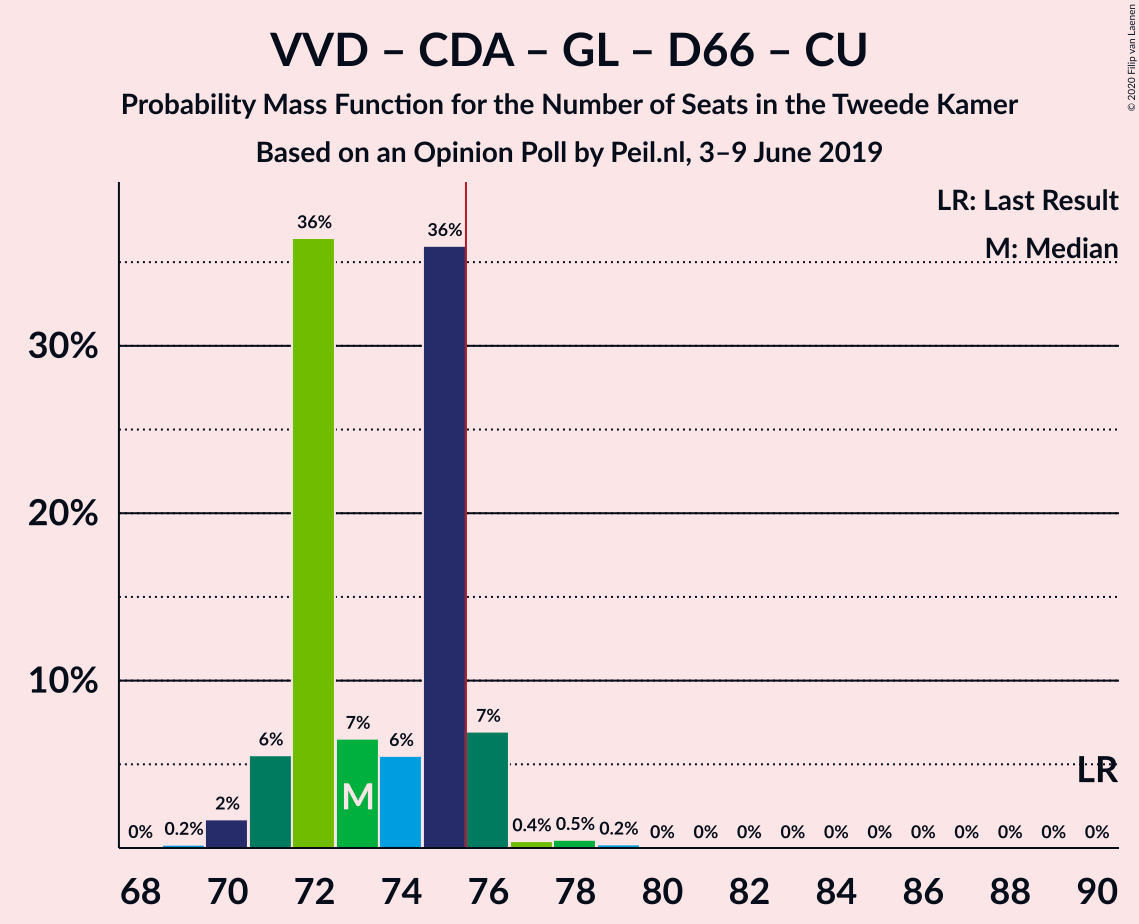 VVD – CDA – GL – D66 – CU
Probability Mass Function for the Number of Seats in the Tweede Kamer
Based on an Opinion Poll by Peil.nl, 3–9 June 2019
© 2020 Filip van Laenen
LR: Last Result
M: Median
30%
20%
10%
0%
0.2%
2%
6%
36%
7%
6%
36%
7%
0.4%
0.5%
0.2%
0%
0%
0%
0%
0%
0%
0%
0%
0%
0%
0%
M
LR
68 70 72 74 76 78 80 82 84 86 88 90